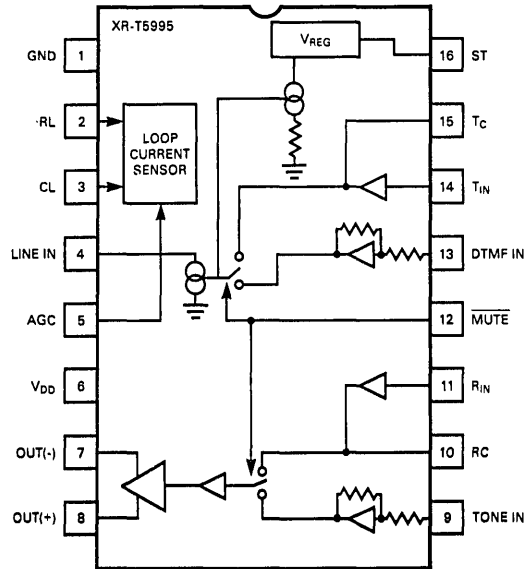 XR-T5995
GND 1
·RL 2
CL 3
LINE IN 4
AGC 5
VDD 6
OUT(-) 7
OUT(+) 8
LOOP
CURRENT
SENSOR
VREG
16 ST
15 TC
14 TIN
13 DTMF IN
12 MUTE
11 RIN
10 RC
9 TONE IN